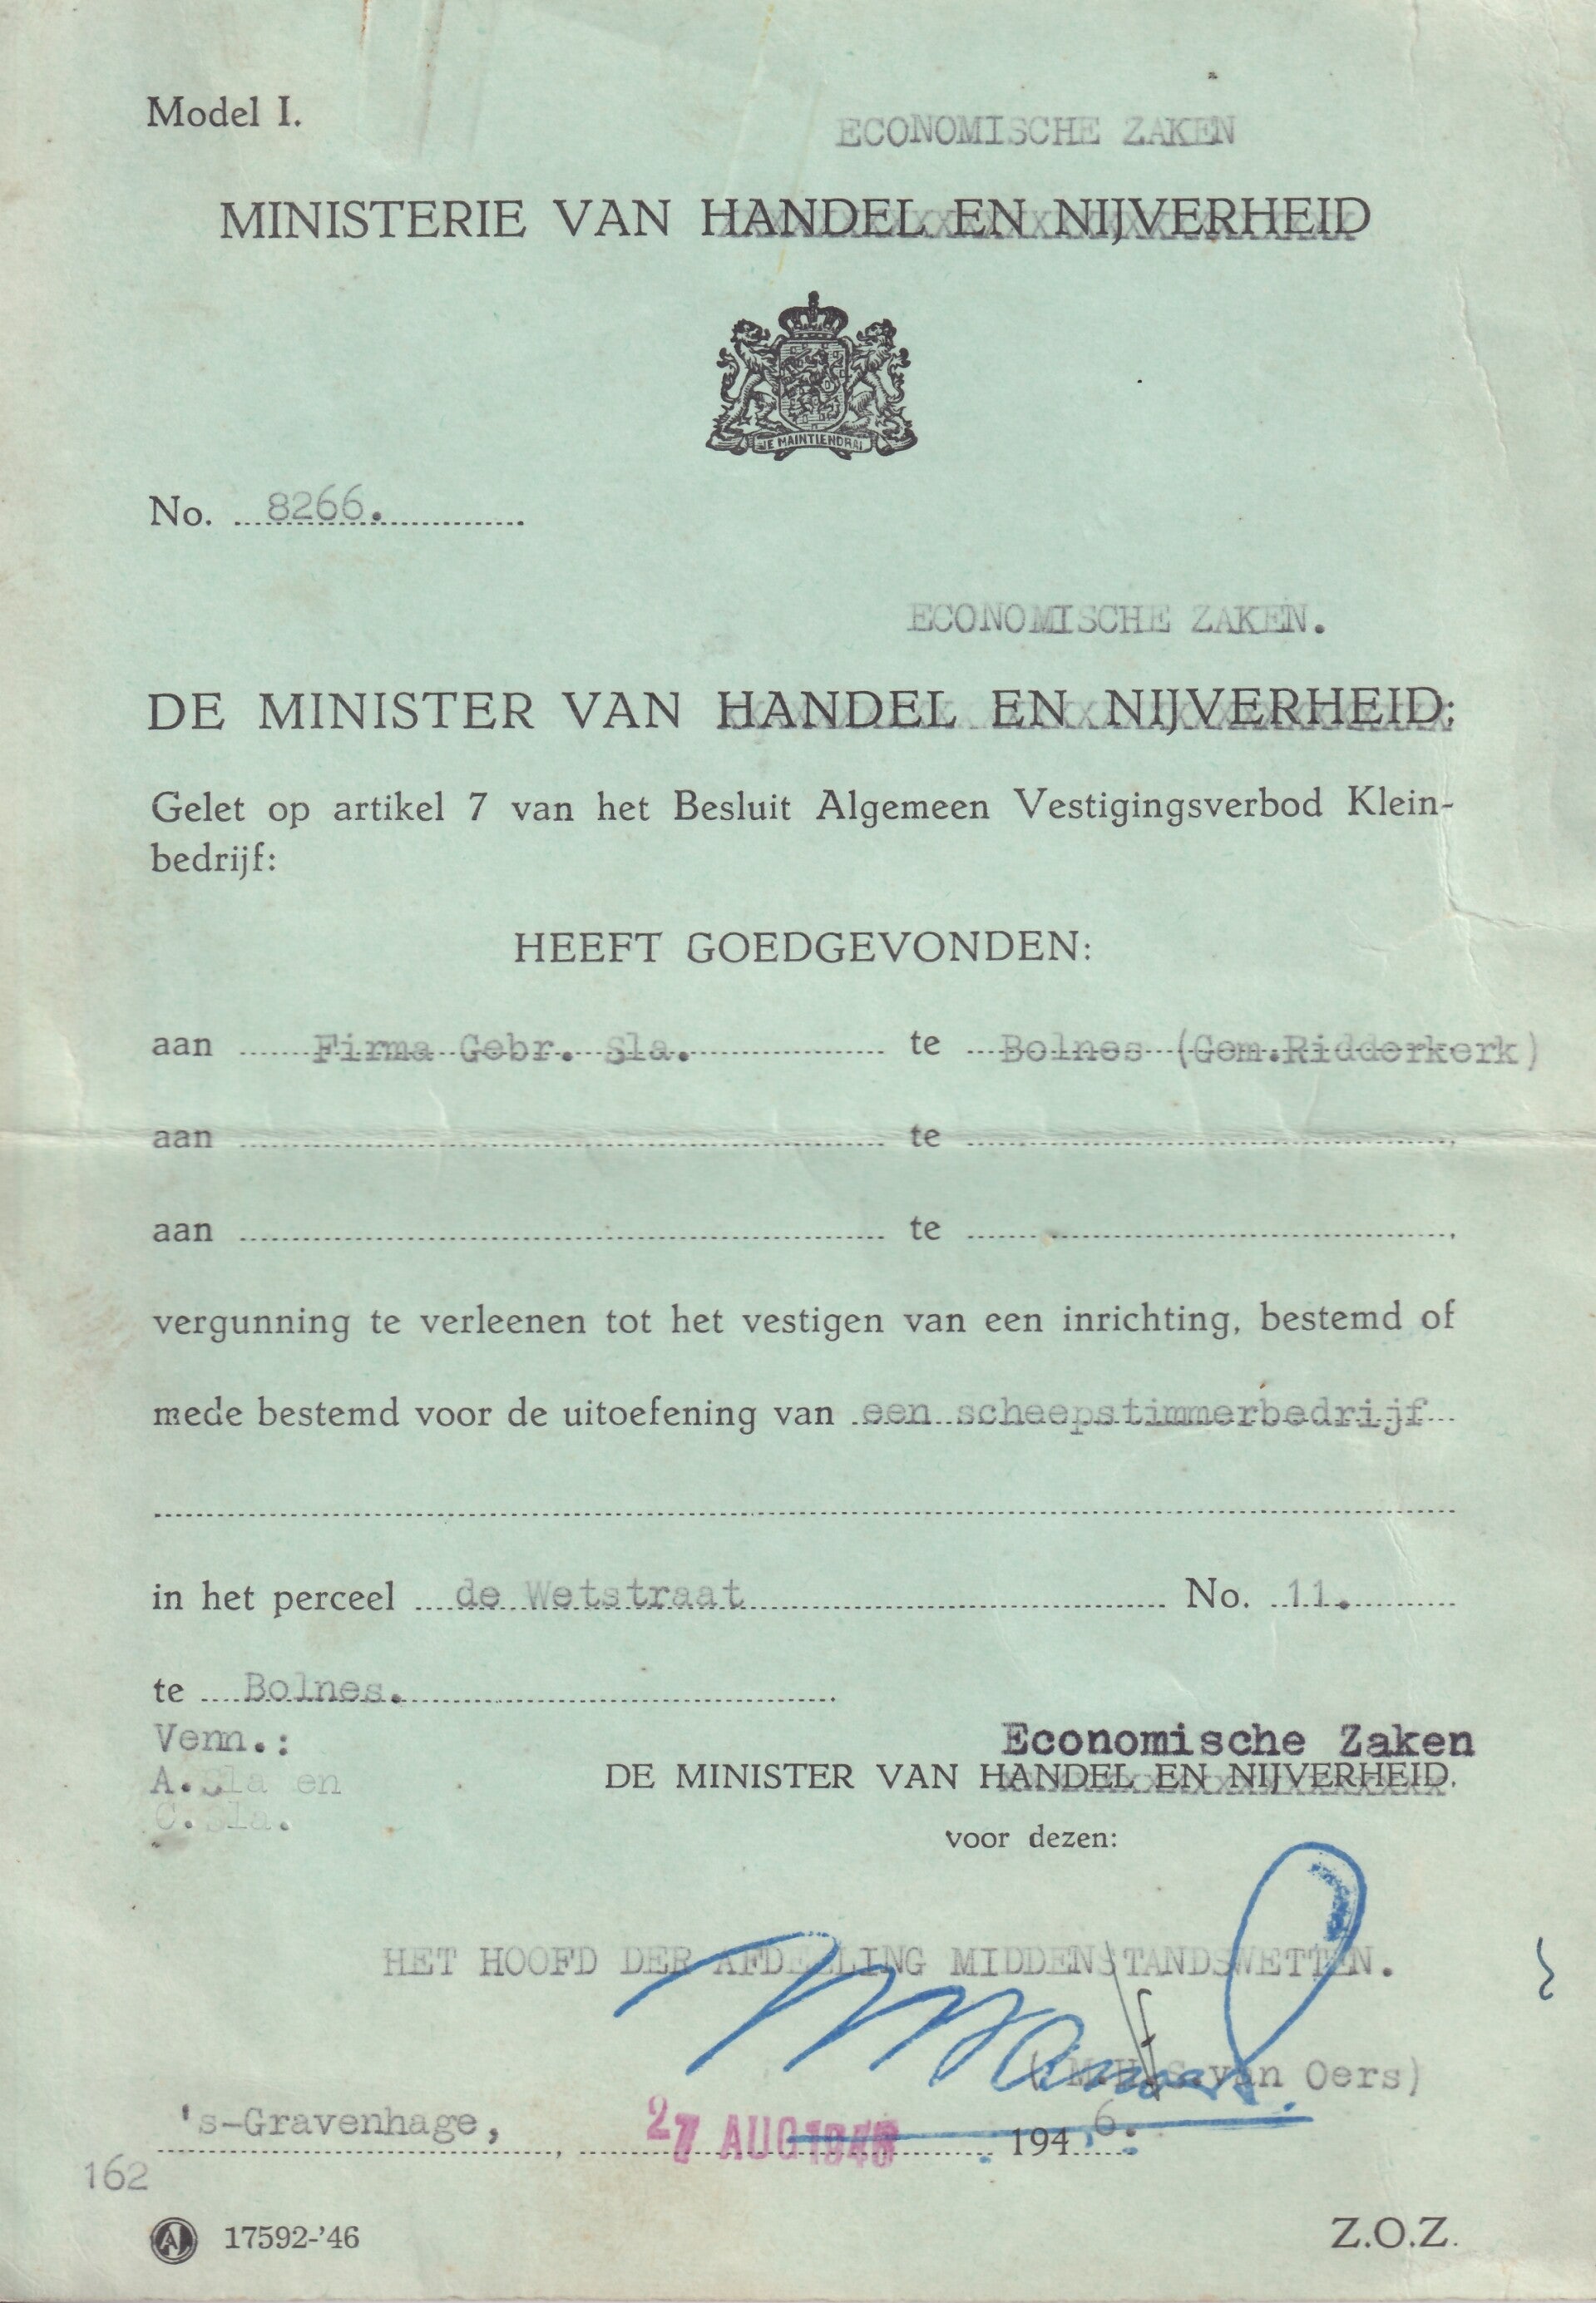 Model I.
ECONOMISCHE ZAKEN
MINISTERIE VAN HANDEL EN NIJVERHEID
JE MAINTIENDRAI
No. 8266.
ECONOMISCHE ZAKEN.
DE MINISTER VAN HANDEL EN NIJVERHEID;
Gelet op artikel 7 van het Besluit Algemeen Vestigingsverbod Klein-
bedrijf:
HEEFT GOEDGEVONDEN:
aan Firma Gebr. Sla. te Bolnes (Gem.Ridderkerk)
aan te
aan te
vergunning te verleenen tot het vestigen van een inrichting, bestemd of
mede bestemd voor de uitoefening van een scheepstimmerbedrijf
in het perceel de Wetstraat No. 11.
te Bolnes.
Venn.:
A.Sla en
C.Sla.
Economische Zaken
DE MINISTER VAN HANDEL EN NIJVERHEID.
voor dezen:
HET HOOFD DER AFDEELING MIDDENSTANDSWETTEN.
(M.H.S.van Oers)
's-Gravenhage, 27 AUG 194 6.
162
17592-'46
Z.O.Z.